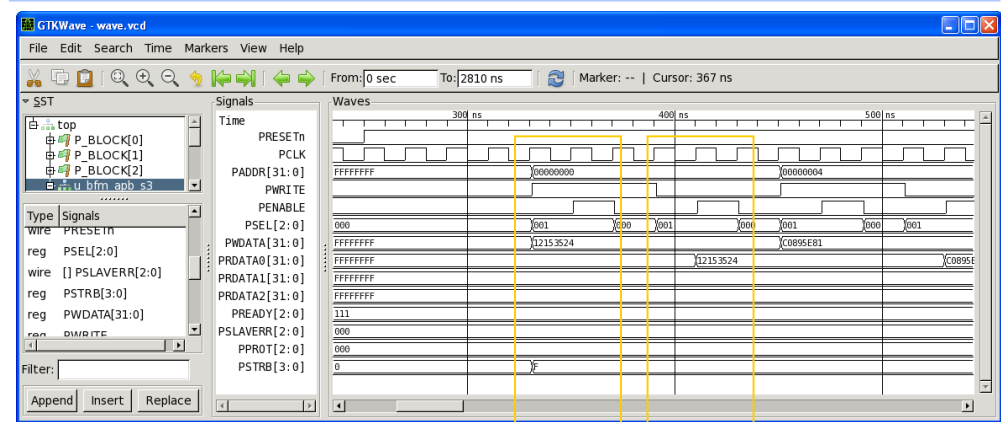 GTKWave - wave.vcd
File Edit Search Time Markers View Help
From: 0 sec To: 2810 ns Marker: -- | Cursor: 367 ns
SST
top
P_BLOCK[0]
P_BLOCK[1]
P_BLOCK[2]
u_bfm_apb_s3
Type Signals
wire PRESETn
reg PSEL[2:0]
wire [] PSLAVERR[2:0]
reg PSTRB[3:0]
reg PWDATA[31:0]
reg PWRITE
Filter:
Append Insert Replace
Signals
Time
PRESETn
PCLK
PADDR[31:0]
PWRITE
PENABLE
PSEL[2:0]
PWDATA[31:0]
PRDATA0[31:0]
PRDATA1[31:0]
PRDATA2[31:0]
PREADY[2:0]
PSLAVERR[2:0]
PPROT[2:0]
PSTRB[3:0]
Waves
300 ns 400 ns 500 ns
FFFFFFFF 00000000 00000004
000 001 000 001 000 001 000 001
FFFFFFFF 12153524 C0895E81
FFFFFFFF 12153524 C0895E
FFFFFFFF
FFFFFFFF
111
000
000
0 F